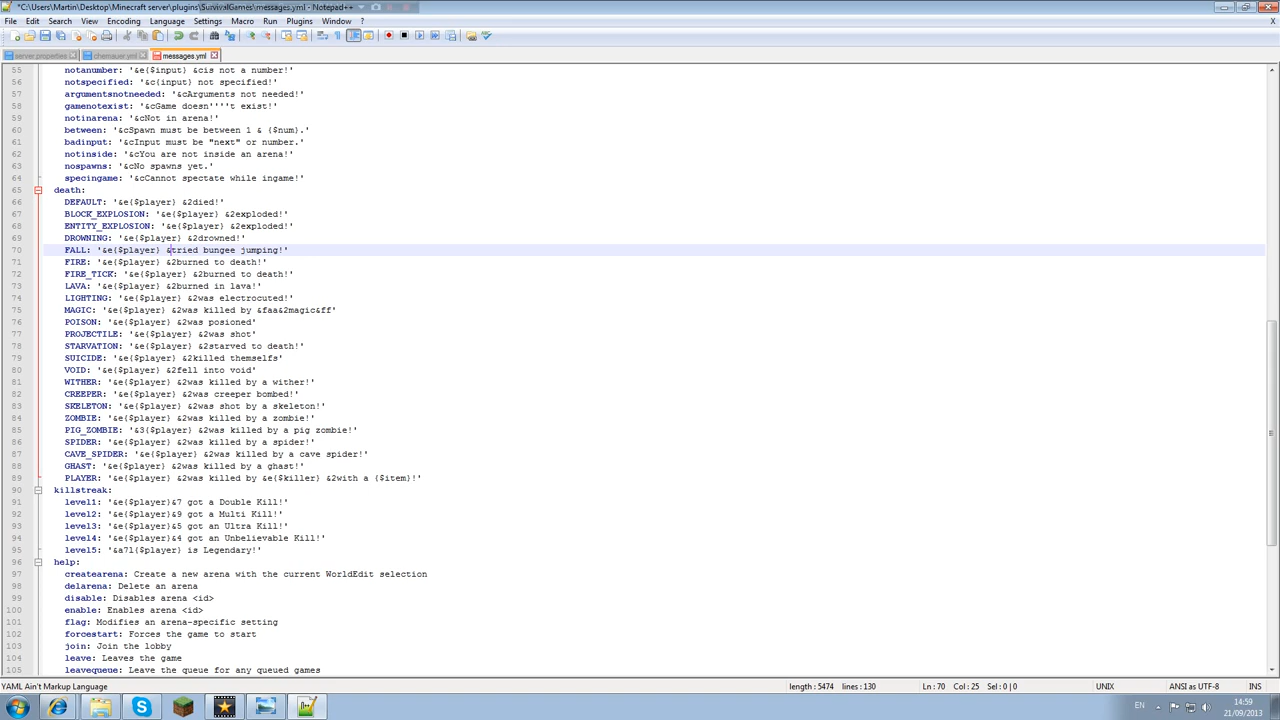 *C:\Users\Martin\Desktop\Minecraft server\plugins\SurvivalGames\messages.yml - Notepad++
File Edit Search View Encoding Language Settings Macro Run Plugins Window ?
X
server.properties chemauer.yml messages.yml
55 notanumber: '&e{$input} &cis not a number!'
56 notspecified: '&c{input} not specified!'
57 argumentsnotneeded: '&cArguments not needed!'
58 gamenotexist: '&cGame doesn''''t exist!'
59 notinarena: '&cNot in arena!'
60 between: '&cSpawn must be between 1 & {$num}.'
61 badinput: '&cInput must be "next" or number.'
62 notinside: '&cYou are not inside an arena!'
63 nospawns: '&cNo spawns yet.'
64 specingame: '&cCannot spectate while ingame!'
65 death:
66 DEFAULT: '&e{$player} &2died!'
67 BLOCK_EXPLOSION: '&e{$player} &2exploded!'
68 ENTITY_EXPLOSION: '&e{$player} &2exploded!'
69 DROWNING: '&e{$player} &2drowned!'
70 FALL: '&e{$player} &tried bungee jumping!'
71 FIRE: '&e{$player} &2burned to death!'
72 FIRE_TICK: '&e{$player} &2burned to death!'
73 LAVA: '&e{$player} &2burned in lava!'
74 LIGHTING: '&e{$player} &2was electrocuted!'
75 MAGIC: '&e{$player} &2was killed by &faa&2magic&ff'
76 POISON: '&e{$player} &2was posioned'
77 PROJECTILE: '&e{$player} &2was shot'
78 STARVATION: '&e{$player} &2starved to death!'
79 SUICIDE: '&e{$player} &2killed themselfs'
80 VOID: '&e{$player} &2fell into void'
81 WITHER: '&e{$player} &2was killed by a wither!'
82 CREEPER: '&e{$player} &2was creeper bombed!'
83 SKELETON: '&e{$player} &2was shot by a skeleton!'
84 ZOMBIE: '&e{$player} &2was killed by a zombie!'
85 PIG_ZOMBIE: '&3{$player} &2was killed by a pig zombie!'
86 SPIDER: '&e{$player} &2was killed by a spider!'
87 CAVE_SPIDER: '&e{$player} &2was killed by a cave spider!'
88 GHAST: '&e{$player} &2was killed by a ghast!'
89 PLAYER: '&e{$player} &2was killed by &e{$killer} &2with a {$item}!'
90 killstreak:
91 level1: '&e{$player}&7 got a Double Kill!'
92 level2: '&e{$player}&9 got a Multi Kill!'
93 level3: '&e{$player}&5 got an Ultra Kill!'
94 level4: '&e{$player}&4 got an Unbelievable Kill!'
95 level5: '&a7l{$player} is Legendary!'
96 help:
97 createarena: Create a new arena with the current WorldEdit selection
98 delarena: Delete an arena
99 disable: Disables arena <id>
100 enable: Enables arena <id>
101 flag: Modifies an arena-specific setting
102 forcestart: Forces the game to start
103 join: Join the lobby
104 leave: Leaves the game
105 leavequeue: Leave the queue for any queued games
YAML Ain't Markup Language length : 5474 lines : 130 Ln : 70 Col : 25 Sel : 0 | 0 UNIX ANSI as UTF-8 INS
EN 14:59
21/09/2013